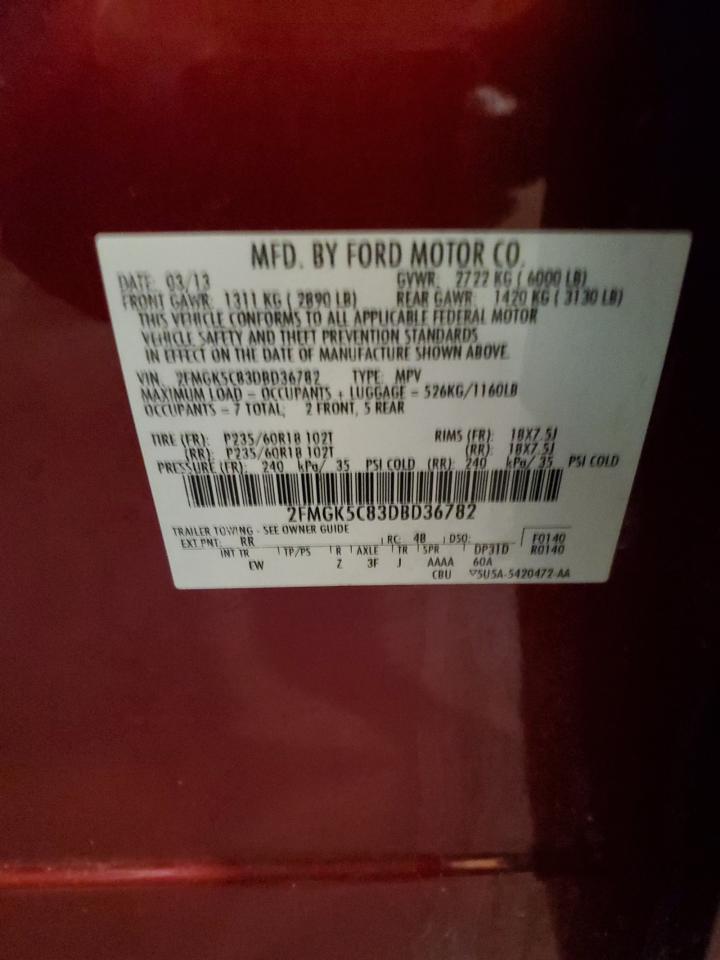 MFD. BY FORD MOTOR CO.
DATE: 03/13 GVWR: 2722 KG ( 6000 LB)
FRONT GAWR: 1311 KG ( 2890 LB) REAR GAWR: 1420 KG ( 3130 LB)
THIS VEHICLE CONFORMS TO ALL APPLICABLE FEDERAL MOTOR
VEHICLE SAFETY AND THEFT PREVENTION STANDARDS
IN EFFECT ON THE DATE OF MANUFACTURE SHOWN ABOVE.
VIN: 2FMGK5C83DBD36782 TYPE: MPV
MAXIMUM LOAD = OCCUPANTS + LUGGAGE = 526KG/1160LB
OCCUPANTS = 7 TOTAL; 2 FRONT, 5 REAR
TIRE (FR): P235/60R18 102T RIMS (FR): 18X7.5J
(RR): P235/60R18 102T (RR): 18X7.5J
PRESSURE (FR): 240 kPa/ 35 PSI COLD (RR): 240 kPa/ 35 PSI COLD
2FMGK5C83DBD36782
TRAILER TOWING - SEE OWNER GUIDE
EXT PNT: RR RC: 48 DSO: F0140
INT TR TP/PS R AXLE TR SPR DP31D R0140
EW Z 3F J AAAA 60A
CBU ▽5U5A-5420472-AA